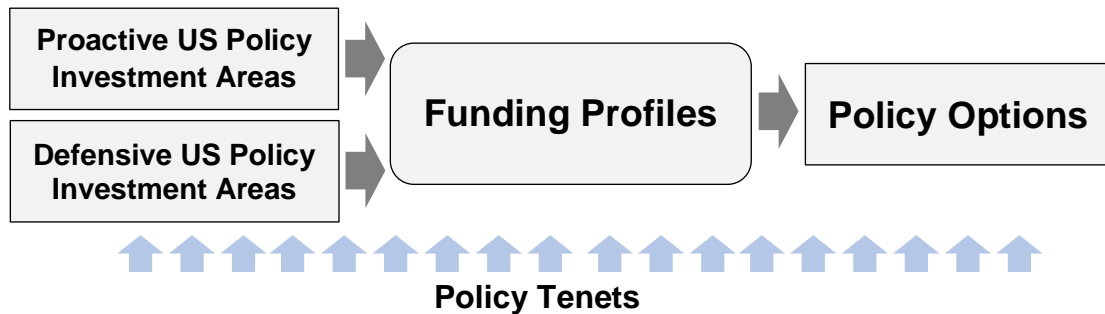 Proactive US Policy
Investment Areas
Defensive US Policy
Investment Areas
Funding Profiles
Policy Options
Policy Tenets